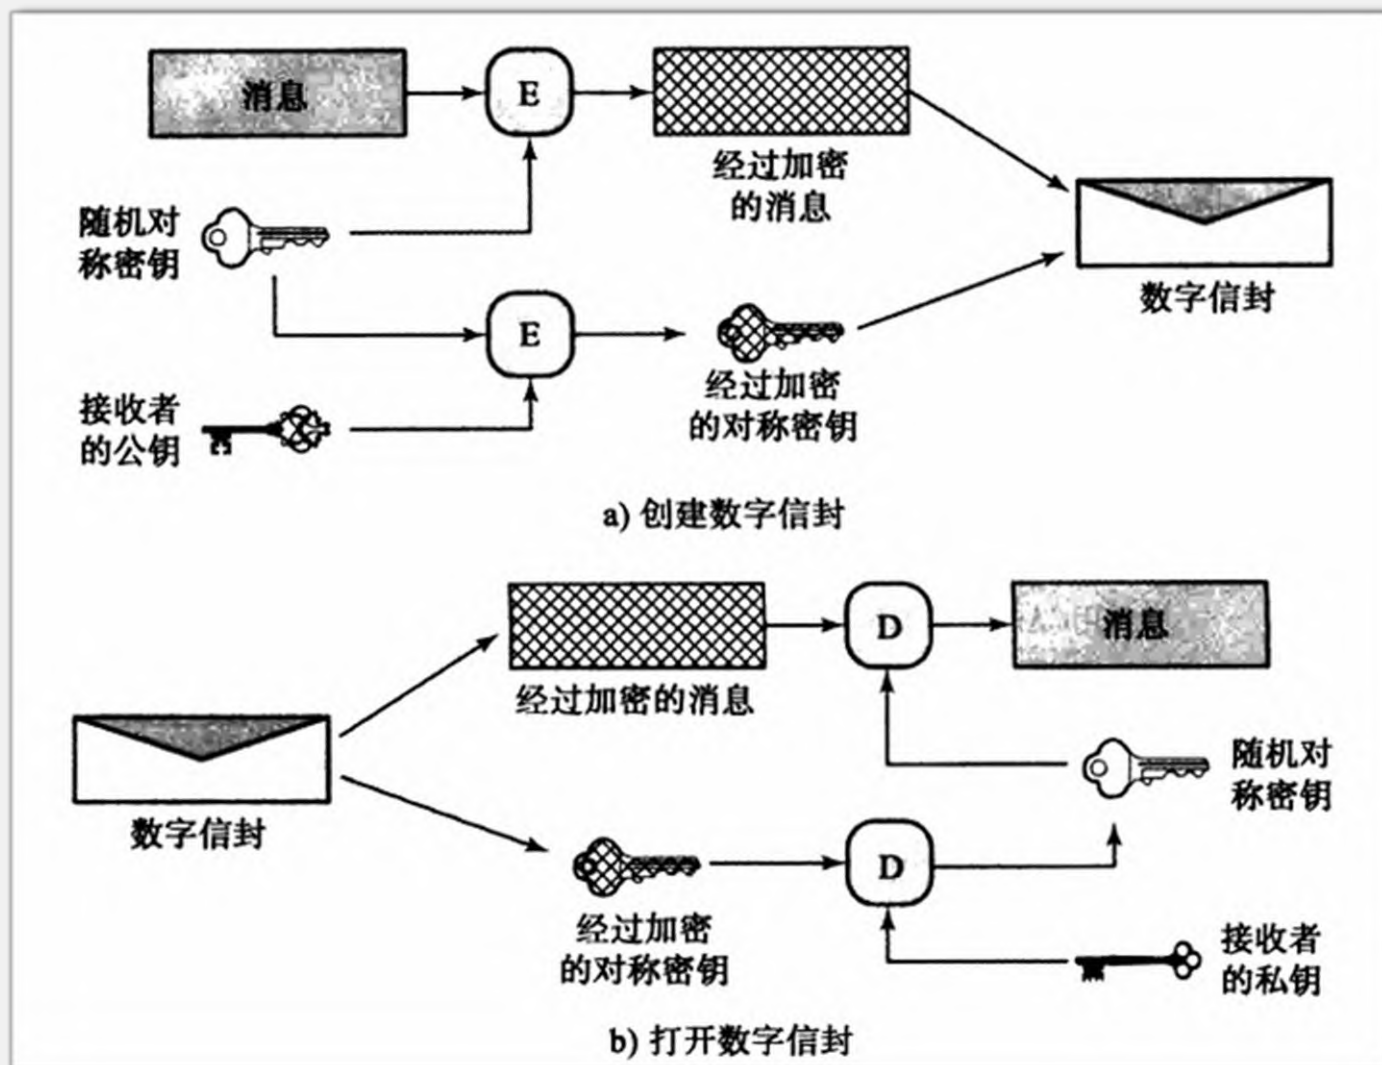 消息
E
经过加密
的消息
随机对
称密钥
数字信封
E
经过加密
的对称密钥
接收者
的公钥
a) 创建数字信封
经过加密的消息
D
消息
随机对
称密钥
数字信封
D
经过加密
的对称密钥
接收者
的私钥
b) 打开数字信封